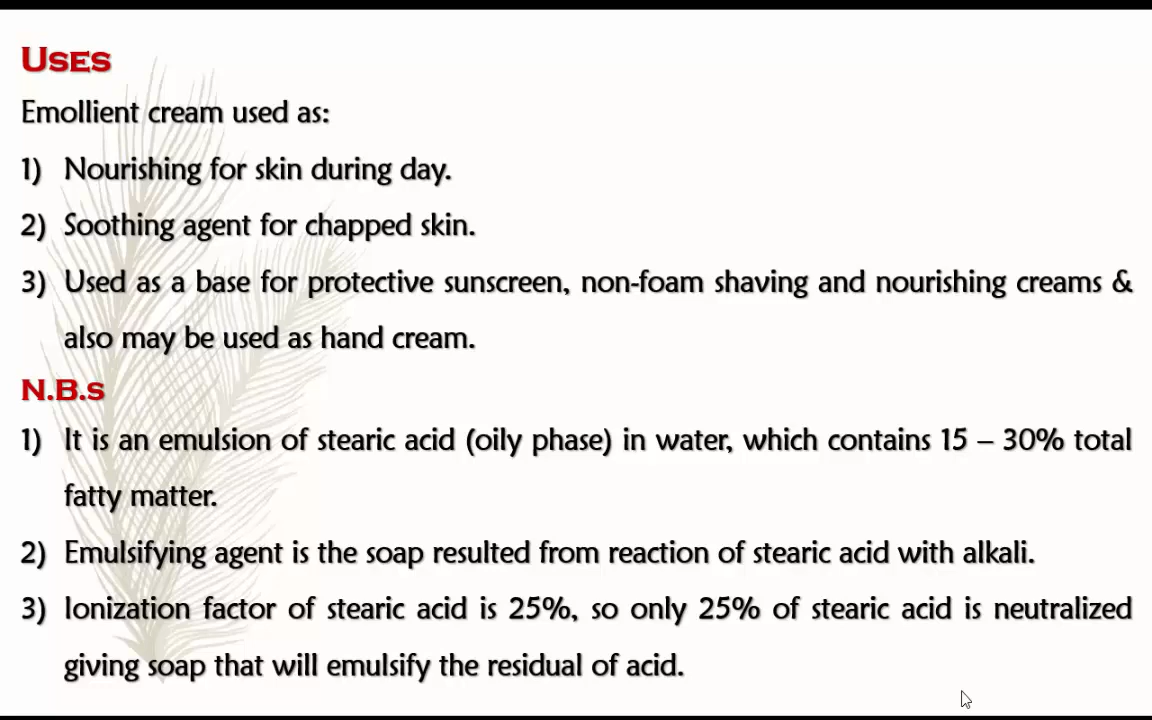 USES
Emollient cream used as:
1) Nourishing for skin during day.
2) Soothing agent for chapped skin.
3) Used as a base for protective sunscreen, non-foam shaving and nourishing creams &
also may be used as hand cream.
N.B.s
1) It is an emulsion of stearic acid (oily phase) in water, which contains 15 – 30% total
fatty matter.
2) Emulsifying agent is the soap resulted from reaction of stearic acid with alkali.
3) Ionization factor of stearic acid is 25%, so only 25% of stearic acid is neutralized
giving soap that will emulsify the residual of acid.